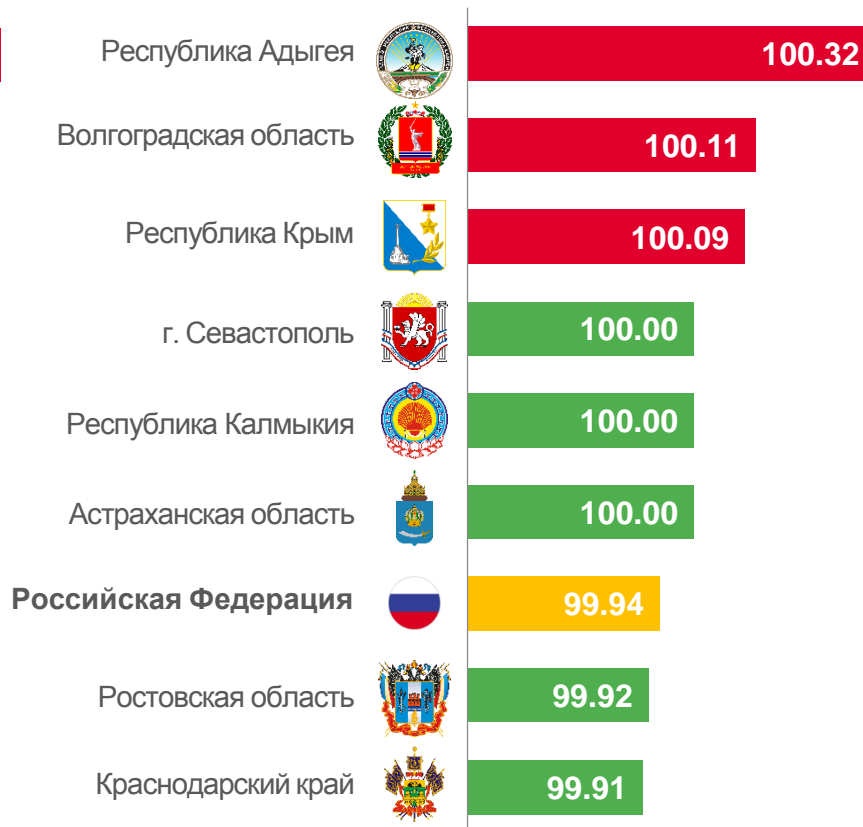 Республика Адыгея 100.32
Волгоградская область 100.11
Республика Крым 100.09
г. Севастополь 100.00
Республика Калмыкия 100.00
Астраханская область 100.00
Российская Федерация 99.94
Ростовская область 99.92
Краснодарский край 99.91